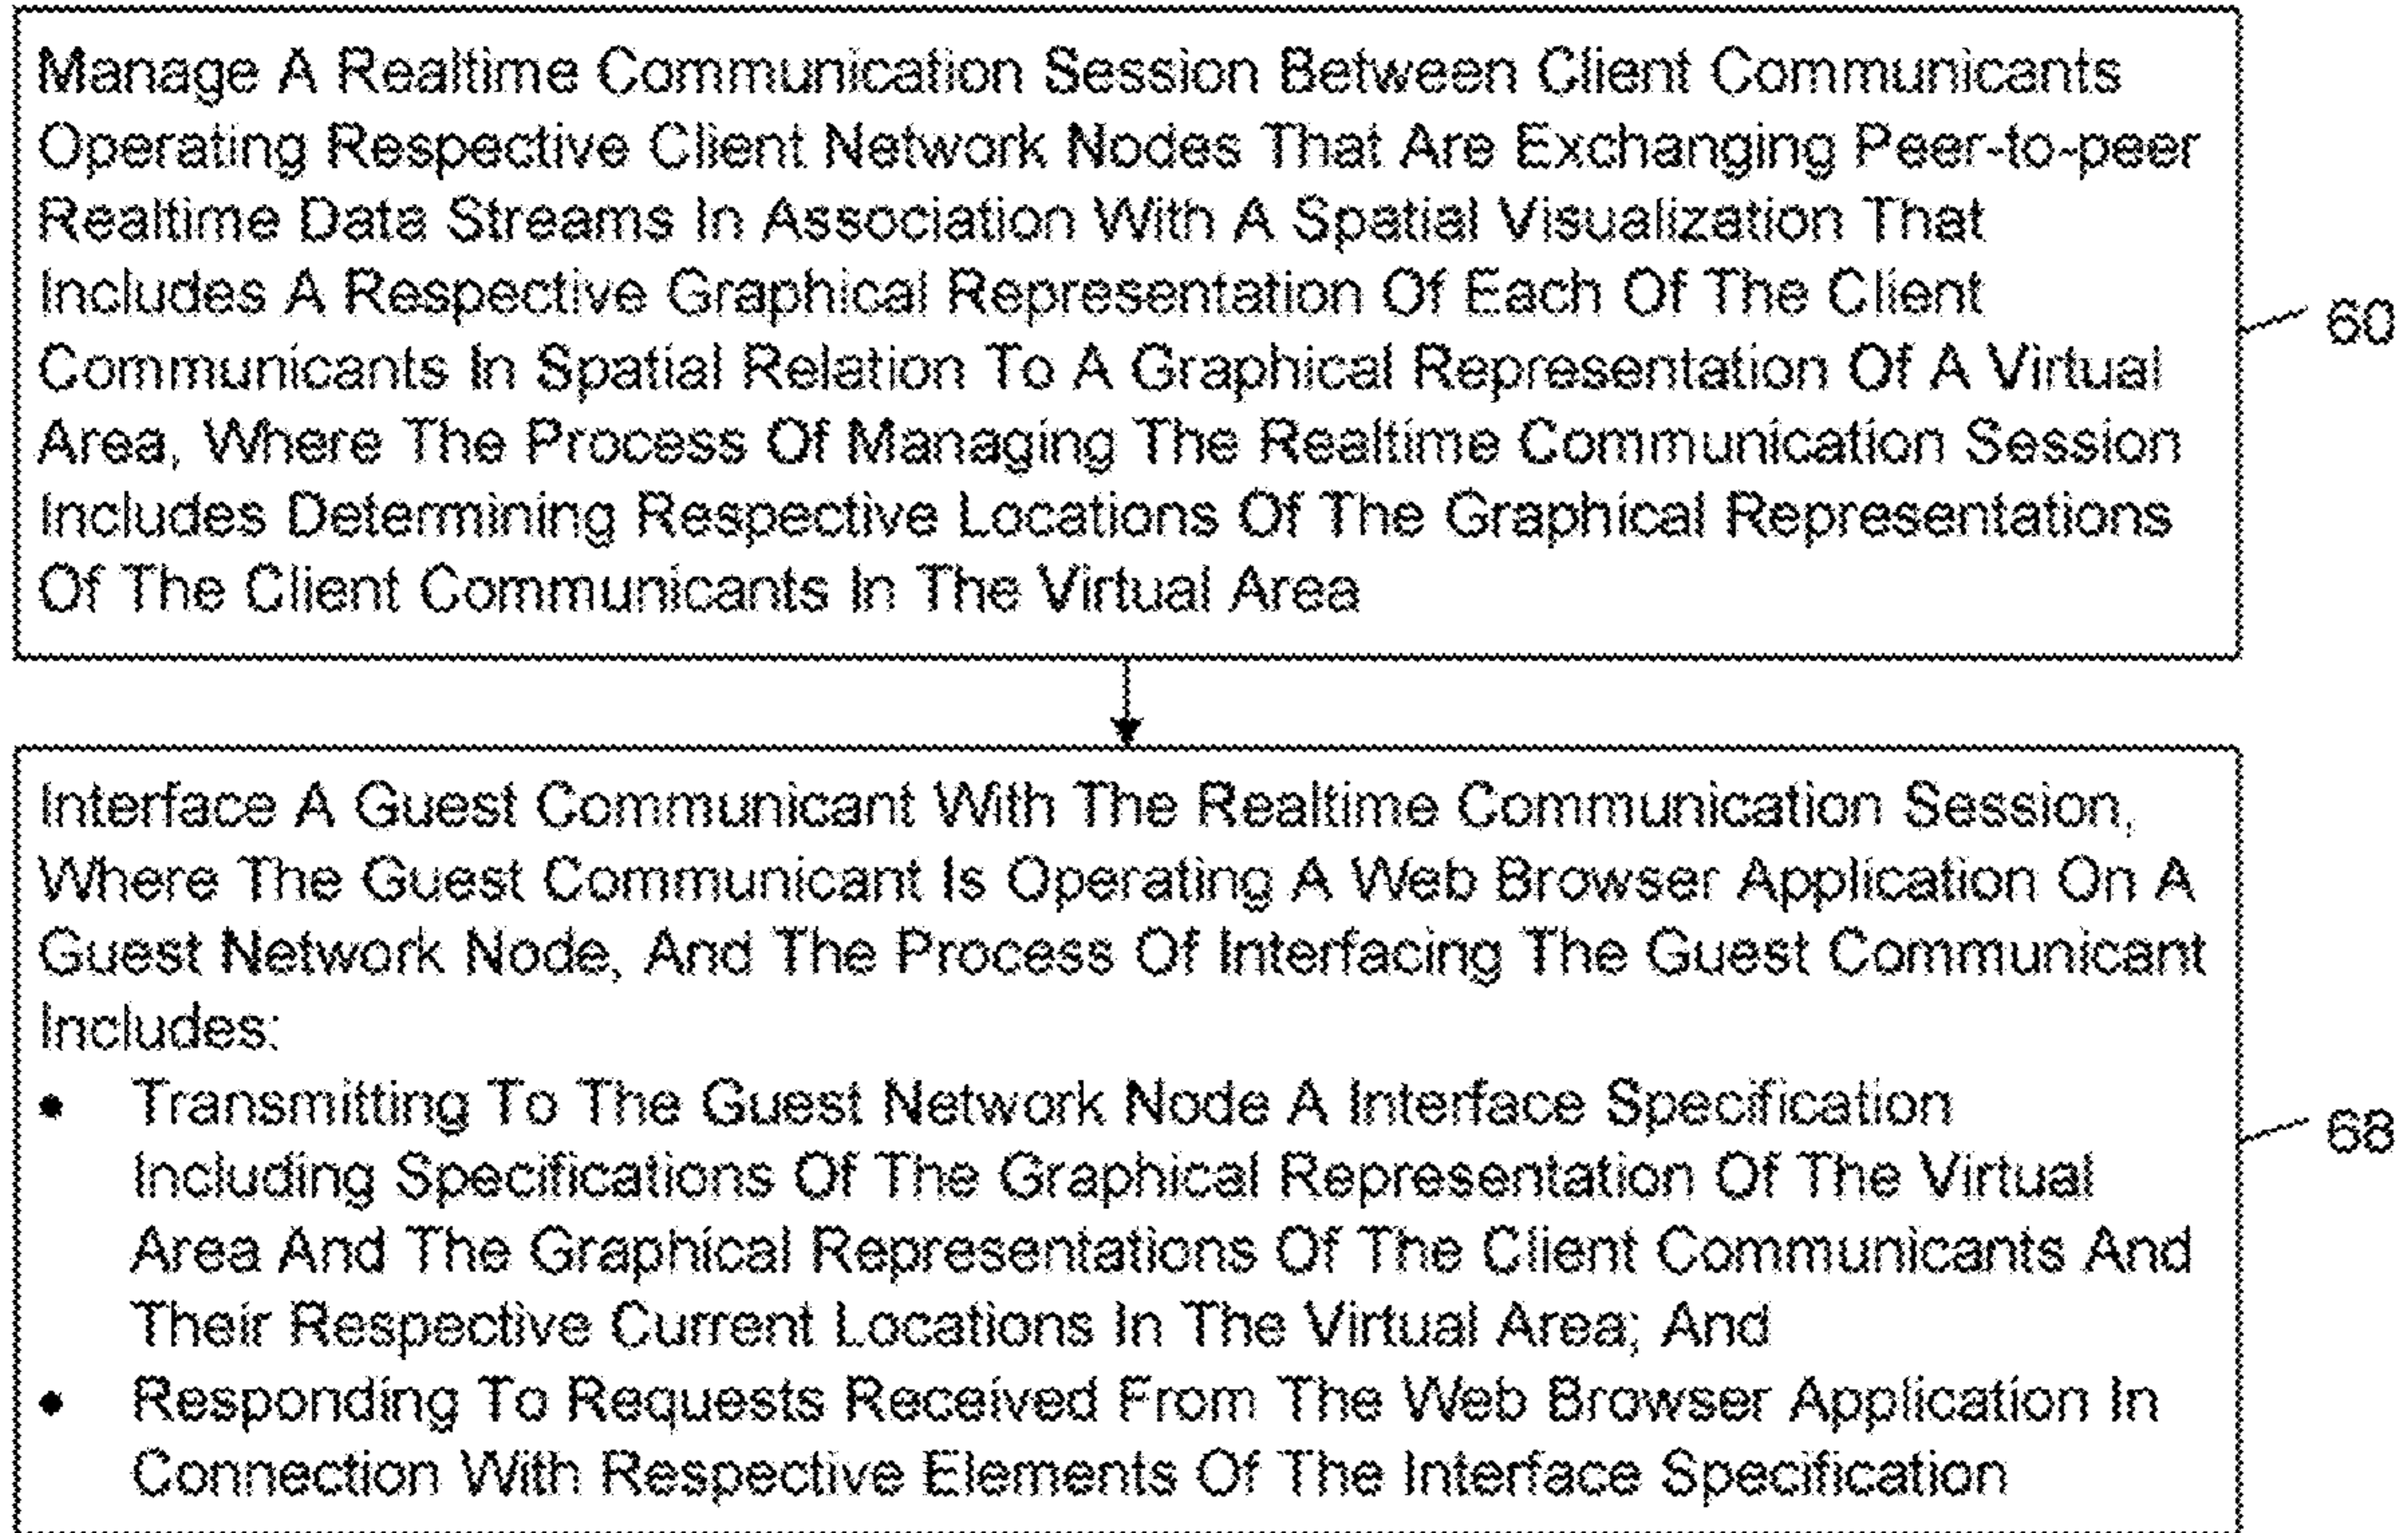 Manage A Realtime Communication Session Between Client Communicants
Operating Respective Client Network Nodes That Are Exchanging Peer-to-peer
Realtime Data Streams In Association With A Spatial Visualization That
Includes A Respective Graphical Representation Of Each Of The Client
Communicants In Spatial Relation To A Graphical Representation Of A Virtual
Area, Where The Process Of Managing The Realtime Communication Session
Includes Determining Respective Locations Of The Graphical Representations
Of The Client Communicants In The Virtual Area
60
Interface A Guest Communicant With The Realtime Communication Session,
Where The Guest Communicant Is Operating A Web Browser Application On A
Guest Network Node, And The Process Of Interfacing The Guest Communicant
Includes:
• Transmitting To The Guest Network Node A Interface Specification
Including Specifications Of The Graphical Representation Of The Virtual
Area And The Graphical Representations Of The Client Communicants And
Their Respective Current Locations In The Virtual Area; And
• Responding To Requests Received From The Web Browser Application In
Connection With Respective Elements Of The Interface Specification
68